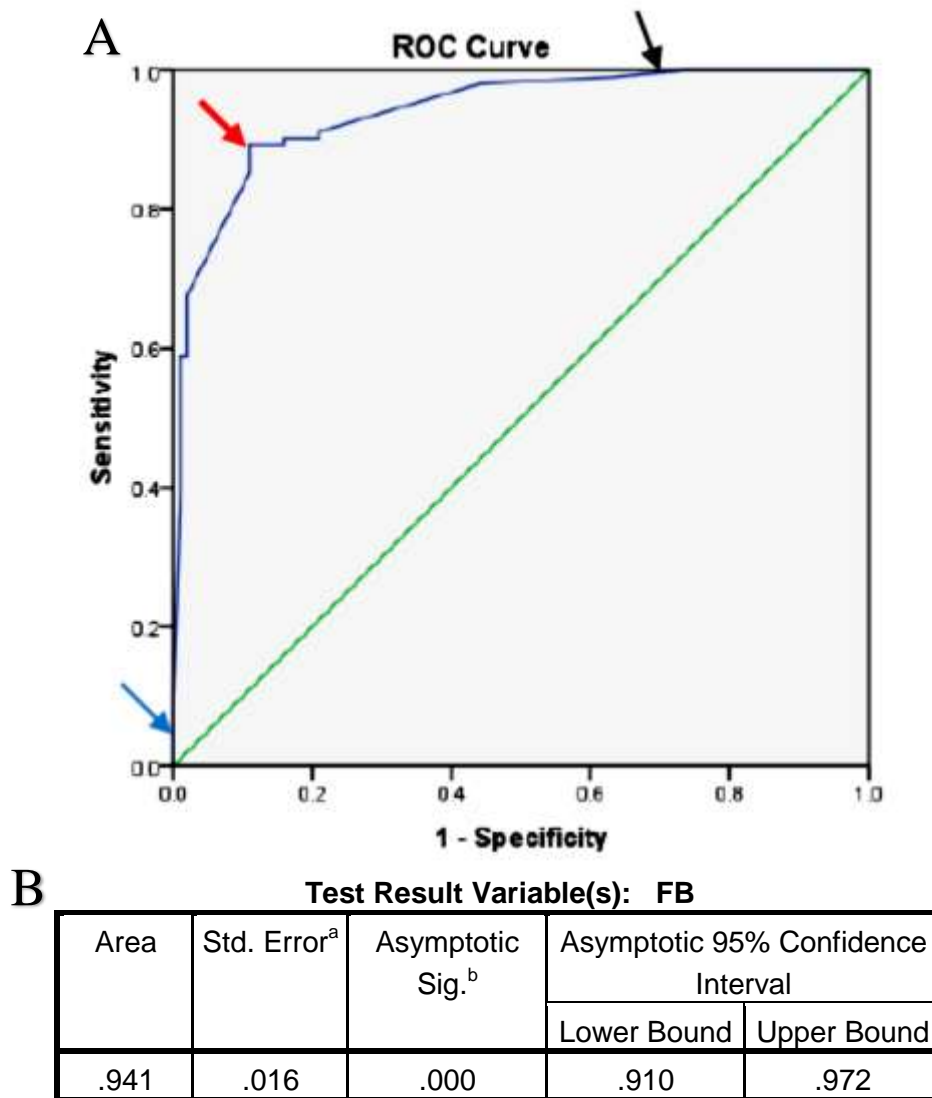 A
ROC Curve
1.0
0.8
0.6
0.4
0.2
0.0
Sensitivity
0.0 0.2 0.4 0.6 0.8 1.0
1 - Specificity
B
Test Result Variable(s): FB
Area Std. Errorᵃ Asymptotic Asymptotic 95% Confidence
Sig.ᵇ Interval
Lower Bound Upper Bound
.941 .016 .000 .910 .972